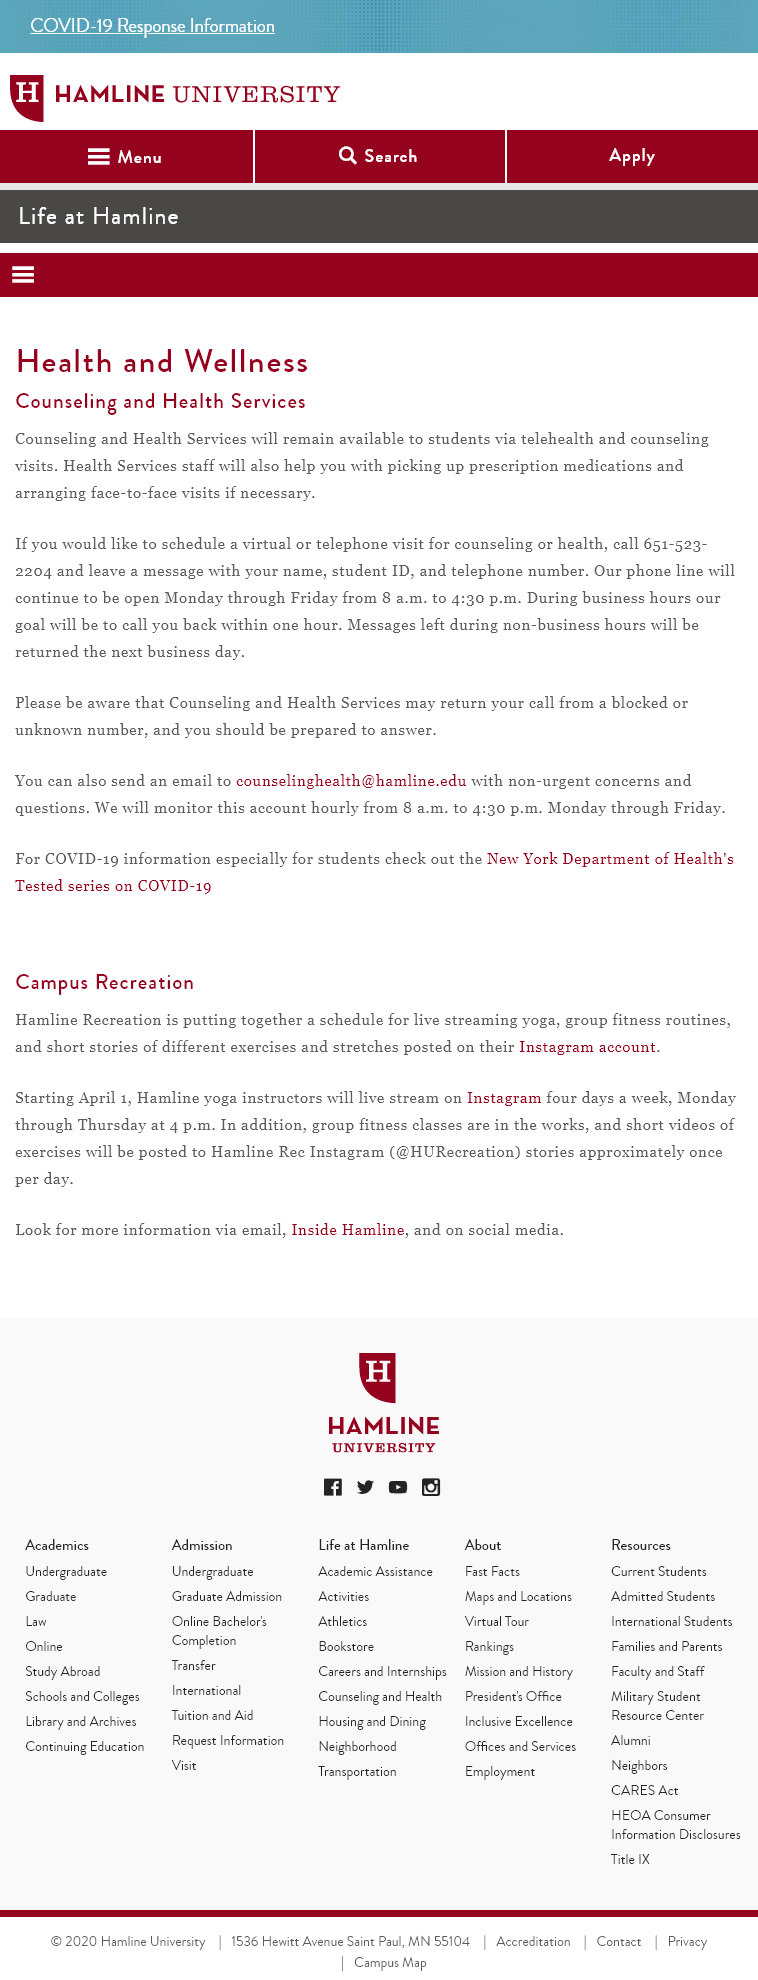 COVID-19 Response Information
H HAMLINE UNIVERSITY
Menu
Search
Apply
Life at Hamline
Health and Wellness
Counseling and Health Services
Counseling and Health Services will remain available to students via telehealth and counseling
visits. Health Services staff will also help you with picking up prescription medications and
arranging face-to-face visits if necessary.
If you would like to schedule a virtual or telephone visit for counseling or health, call 651-523-
2204 and leave a message with your name, student ID, and telephone number. Our phone line will
continue to be open Monday through Friday from 8 a.m. to 4:30 p.m. During business hours our
goal will be to call you back within one hour. Messages left during non-business hours will be
returned the next business day.
Please be aware that Counseling and Health Services may return your call from a blocked or
unknown number, and you should be prepared to answer.
You can also send an email to counselinghealth@hamline.edu with non-urgent concerns and
questions. We will monitor this account hourly from 8 a.m. to 4:30 p.m. Monday through Friday.
For COVID-19 information especially for students check out the New York Department of Health's
Tested series on COVID-19
Campus Recreation
Hamline Recreation is putting together a schedule for live streaming yoga, group fitness routines,
and short stories of different exercises and stretches posted on their Instagram account.
Starting April 1, Hamline yoga instructors will live stream on Instagram four days a week, Monday
through Thursday at 4 p.m. In addition, group fitness classes are in the works, and short videos of
exercises will be posted to Hamline Rec Instagram (@HURecreation) stories approximately once
per day.
Look for more information via email, Inside Hamline, and on social media.
H
HAMLINE
UNIVERSITY
Academics
Undergraduate
Graduate
Law
Online
Study Abroad
Schools and Colleges
Library and Archives
Continuing Education
Admission
Undergraduate
Graduate Admission
Online Bachelor's
Completion
Transfer
International
Tuition and Aid
Request Information
Visit
Life at Hamline
Academic Assistance
Activities
Athletics
Bookstore
Careers and Internships
Counseling and Health
Housing and Dining
Neighborhood
Transportation
About
Fast Facts
Maps and Locations
Virtual Tour
Rankings
Mission and History
President's Office
Inclusive Excellence
Offices and Services
Employment
Resources
Current Students
Admitted Students
International Students
Families and Parents
Faculty and Staff
Military Student
Resource Center
Alumni
Neighbors
CARES Act
HEOA Consumer
Information Disclosures
Title IX
© 2020 Hamline University | 1536 Hewitt Avenue Saint Paul, MN 55104 | Accreditation | Contact | Privacy
| Campus Map